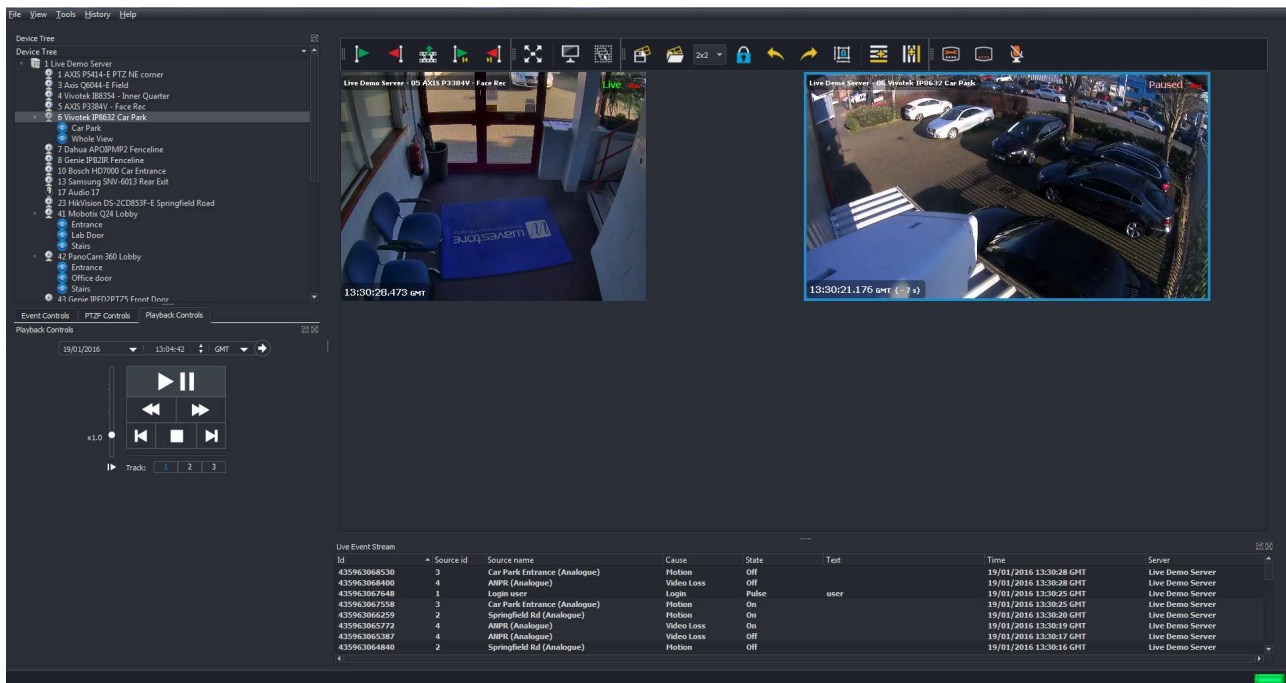 File View Tools History Help
Device Tree
Device Tree
1 Live Demo Server
1 AXIS P5414-E PTZ NE corner
3 Axis Q6044-E Field
4 Vivotek IB8354 - Inner Quarter
5 AXIS P3384V - Face Rec
6 Vivotek IP8632 Car Park
Car Park
Whole View
7 Dahua APOIPMP2 Fenceline
8 Genie IPB2IR Fenceline
10 Bosch HD7000 Car Entrance
13 Samsung SNV-6013 Rear Exit
17 Audio 17
23 HikVision DS-2CD853F-E Springfield Road
41 Mobotix Q24 Lobby
Entrance
Lab Door
Stairs
42 PanoCam 360 Lobby
Entrance
Office door
Stairs
43 Genie IPFD2PTZ5 Front Door
Event Controls PTZF Controls Playback Controls
Playback Controls
19/01/2016 13:04:42 GMT
x1.0
Track: 1 2 3
2x2
Live Demo Server - 05 AXIS P3384V - Face Rec Live Rec
wavestore
13:30:28.473 GMT
Live Demo Server - 06 Vivotek IP8632 Car Park Paused Rec
13:30:21.176 GMT (- 7 s)
Live Event Stream
Id Source id Source name Cause State Text Time Server
435963068530 3 Car Park Entrance (Analogue) Motion Off 19/01/2016 13:30:28 GMT Live Demo Server
435963068400 4 ANPR (Analogue) Video Loss Off 19/01/2016 13:30:28 GMT Live Demo Server
435963067648 1 Login user Login Pulse user 19/01/2016 13:30:25 GMT Live Demo Server
435963067558 3 Car Park Entrance (Analogue) Motion On 19/01/2016 13:30:25 GMT Live Demo Server
435963066259 2 Springfield Rd (Analogue) Motion On 19/01/2016 13:30:20 GMT Live Demo Server
435963065772 4 ANPR (Analogue) Video Loss On 19/01/2016 13:30:19 GMT Live Demo Server
435963065387 4 ANPR (Analogue) Video Loss Off 19/01/2016 13:30:17 GMT Live Demo Server
435963064840 2 Springfield Rd (Analogue) Motion Off 19/01/2016 13:30:16 GMT Live Demo Server